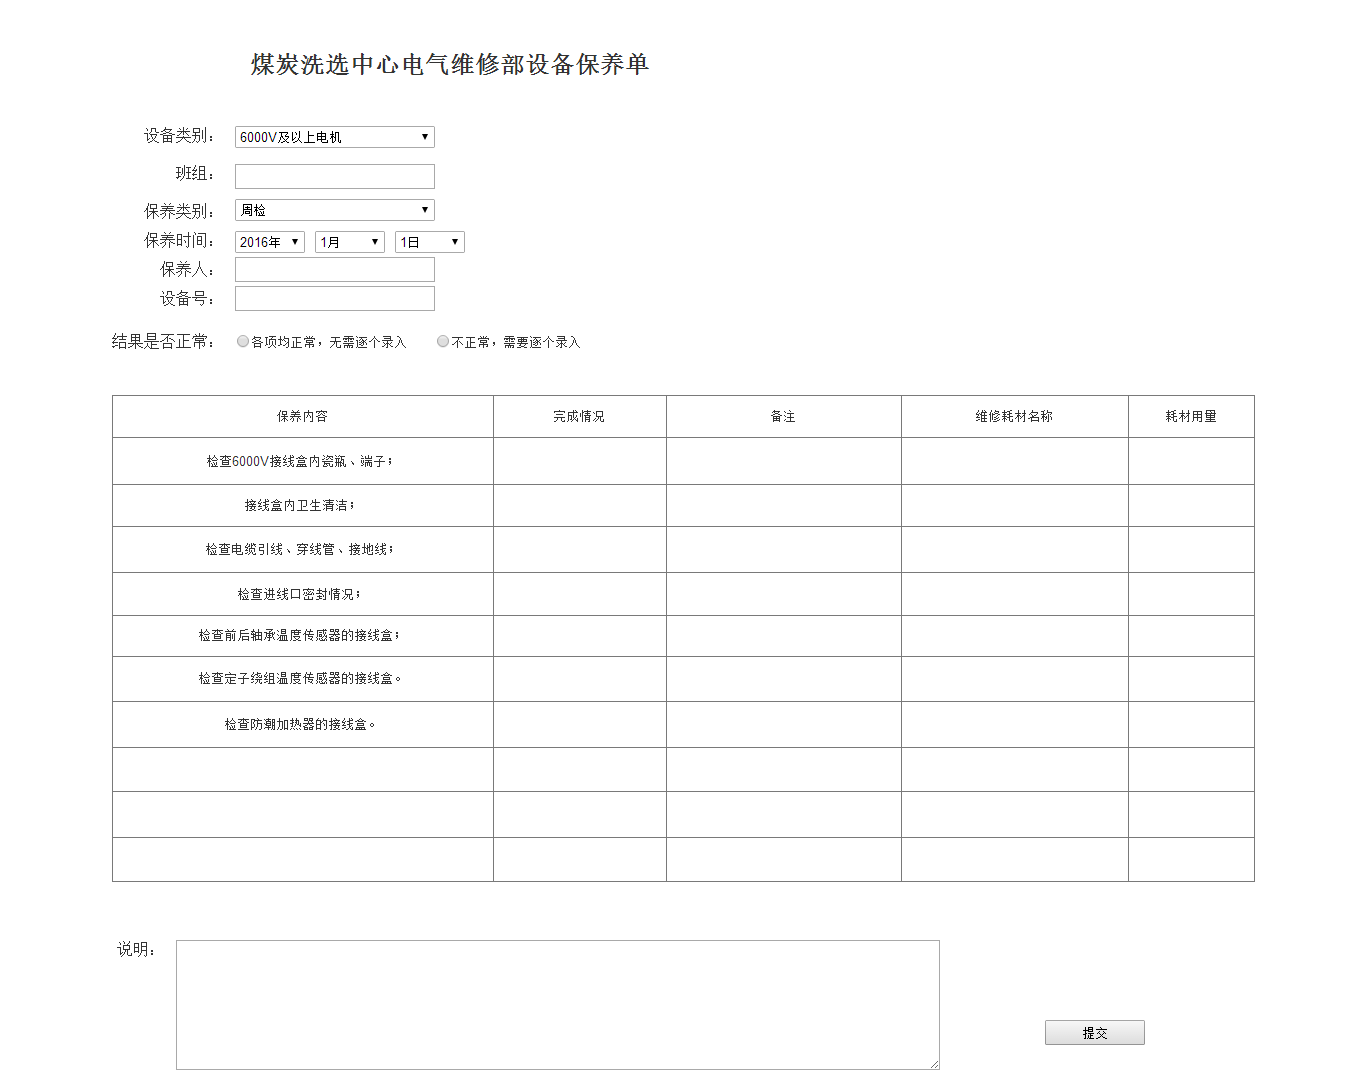 煤炭洗选中心电气维修部设备保养单
设备类别： 6000V及以上电机
班组：
保养类别： 周检
保养时间： 2016年 1月 1日
保养人：
设备号：
结果是否正常： 各项均正常，无需逐个录入 不正常，需要逐个录入
保养内容 完成情况 备注 维修耗材名称 耗材用量
检查6000V接线盒内瓷瓶、端子；
接线盒内卫生清洁；
检查电缆引线、穿线管、接地线；
检查进线口密封情况；
检查前后轴承温度传感器的接线盒；
检查定子绕组温度传感器的接线盒。
检查防潮加热器的接线盒。
说明：
提交